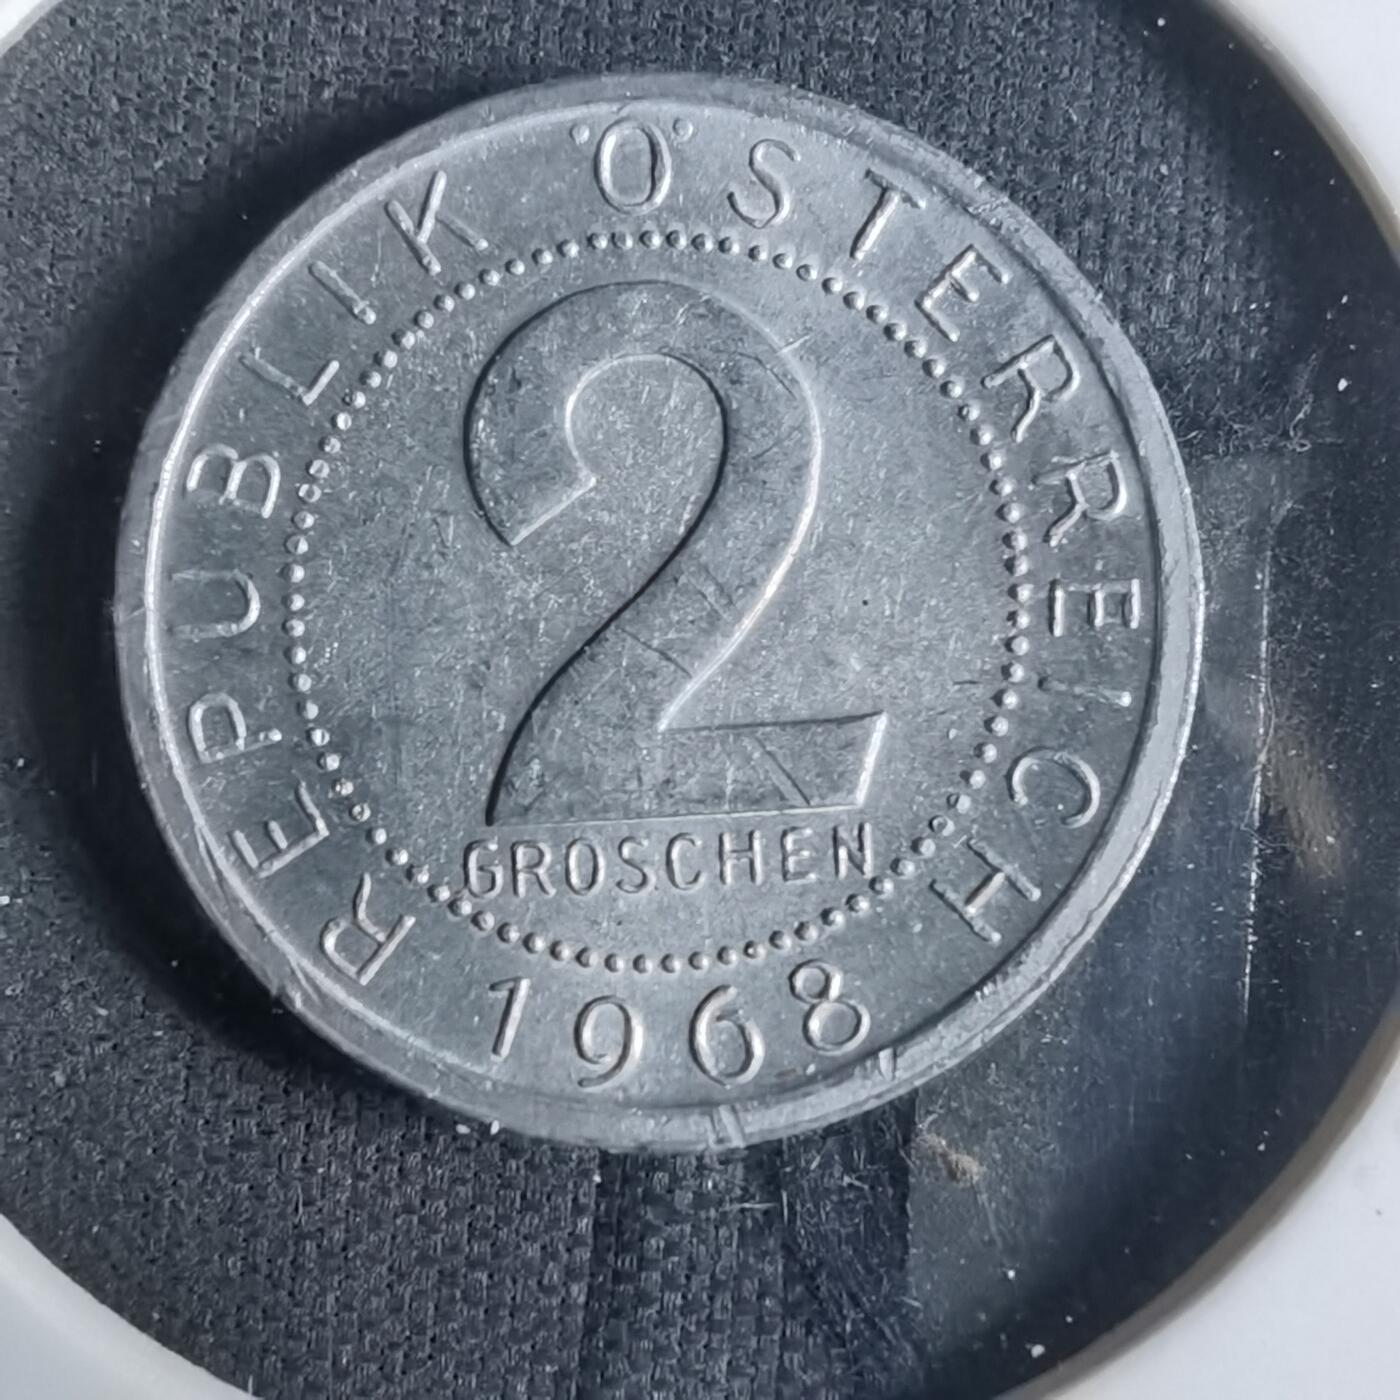 REPUBLIK ÖSTERREICH
2
GROSCHEN
1968